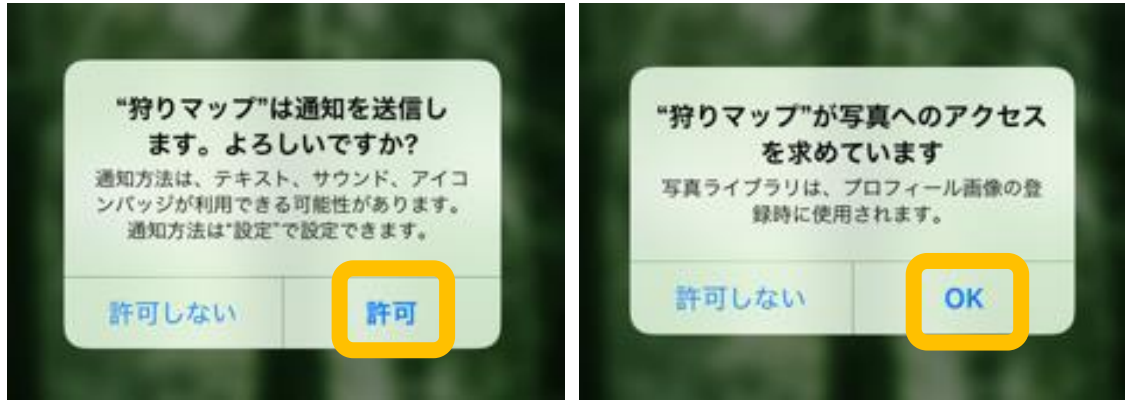 “狩りマップ”は通知を送信し
ます。よろしいですか?
通知方法は、テキスト、サウンド、アイコ
ンバッジが利用できる可能性があります。
通知方法は“設定”で設定できます。
許可しない
許可
“狩りマップ”が写真へのアクセス
を求めています
写真ライブラリは、プロフィール画像の登
録時に使用されます。
許可しない
OK